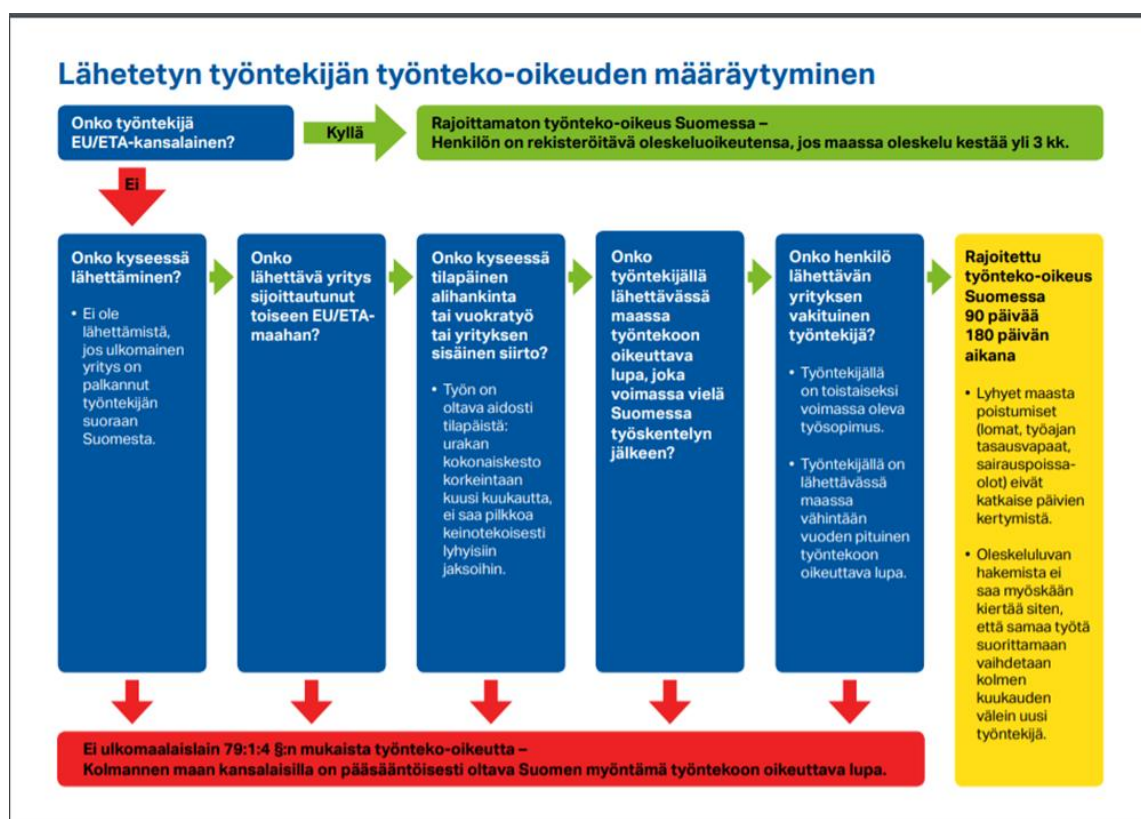 Lähetetyn työntekijän työnteko-oikeuden määräytyminen
Onko työntekijä
EU/ETA-kansalainen?
Kyllä
Rajoittamaton työnteko-oikeus Suomessa –
Henkilön on rekisteröitävä oleskeluoikeutensa, jos maassa oleskelu kestää yli 3 kk.
Ei
Onko kyseessä
lähettäminen?
• Ei ole
lähettämistä,
jos ulkomainen
yritys on
palkannut
työntekijän
suoraan
Suomesta.
Onko
lähettävä yritys
sijoittautunut
toiseen EU/ETA-
maahan?
Onko kyseessä
tilapäinen
alihankinta
tai vuokratyö
tai yrityksen
sisäinen siirto?
• Työn on
oltava aidosti
tilapäistä:
urakan
kokonaiskesto
korkeintaan
kuusi kuukautta,
ei saa pilkkoa
keinotekoisesti
lyhyisiin
jaksoihin.
Onko
työntekijällä
lähettävässä
maassa
työntekoon
oikeuttava
lupa, joka
voimassa vielä
Suomessa
työskentelyn
jälkeen?
Onko henkilö
lähettävän
yrityksen
vakituinen
työntekijä?
• Työntekijällä
on toistaiseksi
voimassa oleva
työsopimus.
• Työntekijällä on
lähettävässä
maassa
vähintään
vuoden pituinen
työntekoon
oikeuttava lupa.
Rajoitettu
työnteko-oikeus
Suomessa
90 päivää
180 päivän
aikana
• Lyhyet maasta
poistumiset
(lomat, työajan
tasausvapaat,
sairauspoissa-
olot) eivät
katkaise päivien
kertymistä.
• Oleskeluluvan
hakemista ei
saa myöskään
kiertää siten,
että samaa työtä
suorittamaan
vaihdetaan
kolmen
kuukauden
välein uusi
työntekijä.
Ei ulkomaalaislain 79:1:4 §:n mukaista työnteko-oikeutta –
Kolmannen maan kansalaisilla on pääsääntöisesti oltava Suomen myöntämä työntekoon oikeuttava lupa.